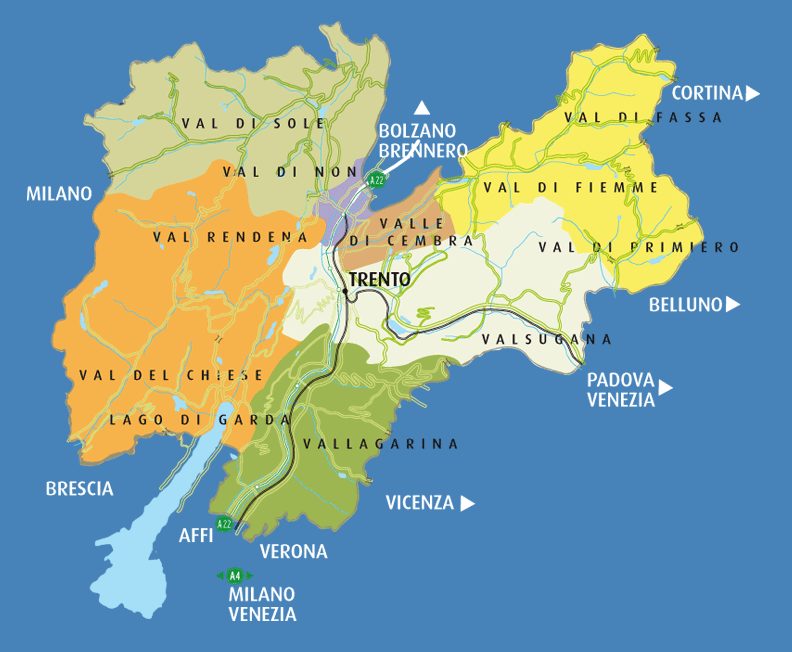 CORTINA
VAL DI FASSA
VAL DI SOLE
BOLZANO
BRENNERO
VAL DI NON
A22
MILANO
VAL DI FIEMME
VALLE
DI CEMBRA
VAL RENDENA
VAL DI PRIMIERO
TRENTO
BELLUNO
VALSUGANA
VAL DEL CHIESE
PADOVA
VENEZIA
LAGO DI GARDA
VALLAGARINA
BRESCIA
VICENZA
A22
AFFI
VERONA
A4
MILANO
VENEZIA